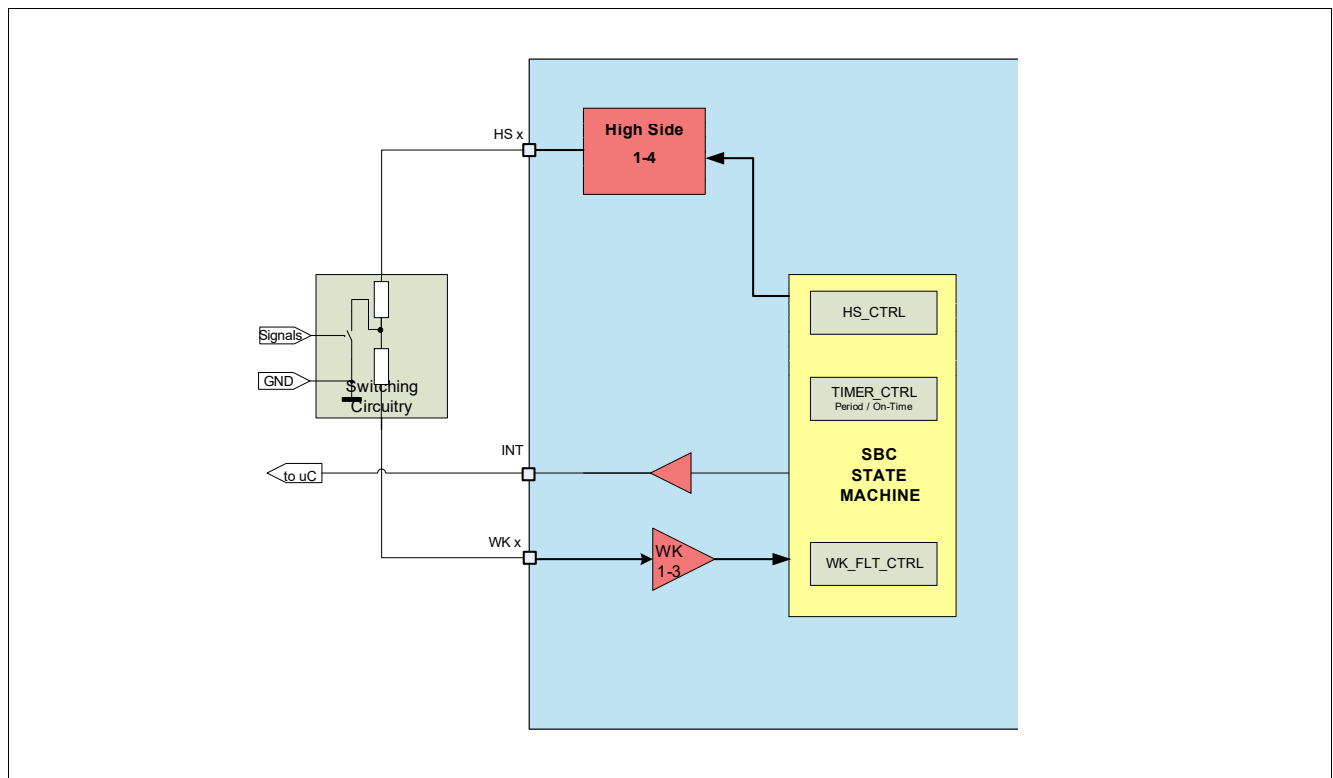 HS x
High Side
1-4
HS_CTRL
Signals
GND
Switching
Circuitry
TIMER_CTRL
Period / On-Time
INT
SBC
STATE
MACHINE
to uC
WK x
WK
1-3
WK_FLT_CTRL